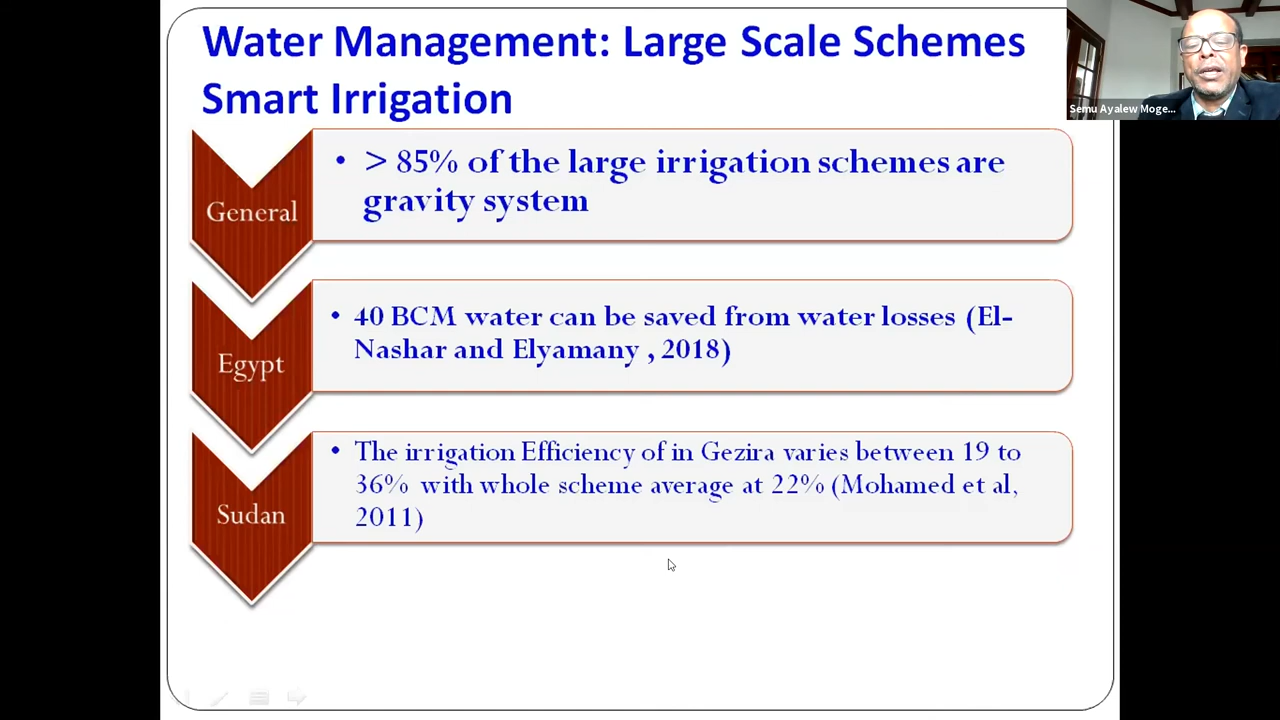 Water Management: Large Scale Schemes
Smart Irrigation
Semu Ayalew Moge...
General
• > 85% of the large irrigation schemes are
gravity system
Egypt
• 40 BCM water can be saved from water losses (El-
Nashar and Elyamany , 2018)
Sudan
• The irrigation Efficiency of in Gezira varies between 19 to
36% with whole scheme average at 22% (Mohamed et al,
2011)